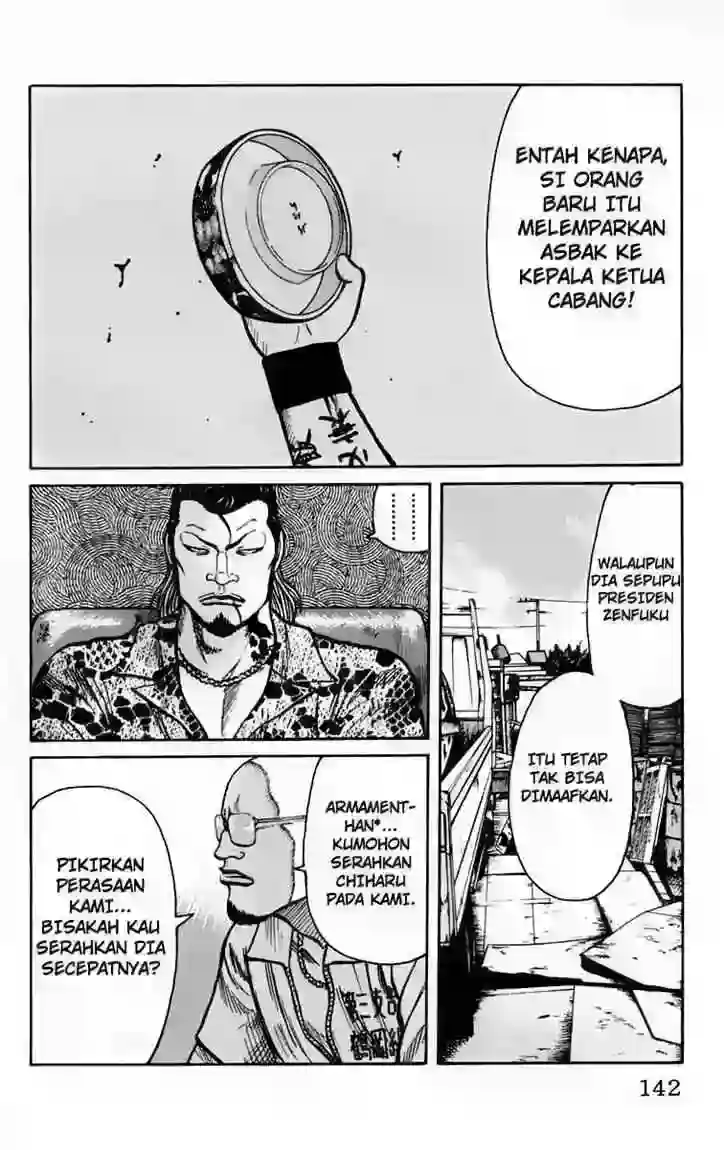 ENTAH KENAPA,
SI ORANG
BARU ITU
MELEMPARKAN
ASBAK KE
KEPALA KETUA
CABANG!
WALAUPUN
DIA SEPUPU
PRESIDEN
ZENFUKU
ITU TETAP
TAK BISA
DIMAAFKAN.
ARMAMENT-
HAN*...
KUMOHON
SERAHKAN
CHIHARU
PADA KAMI.
PIKIRKAN
PERASAAN
KAMI...
BISAKAH KAU
SERAHKAN DIA
SECEPATNYA?
142